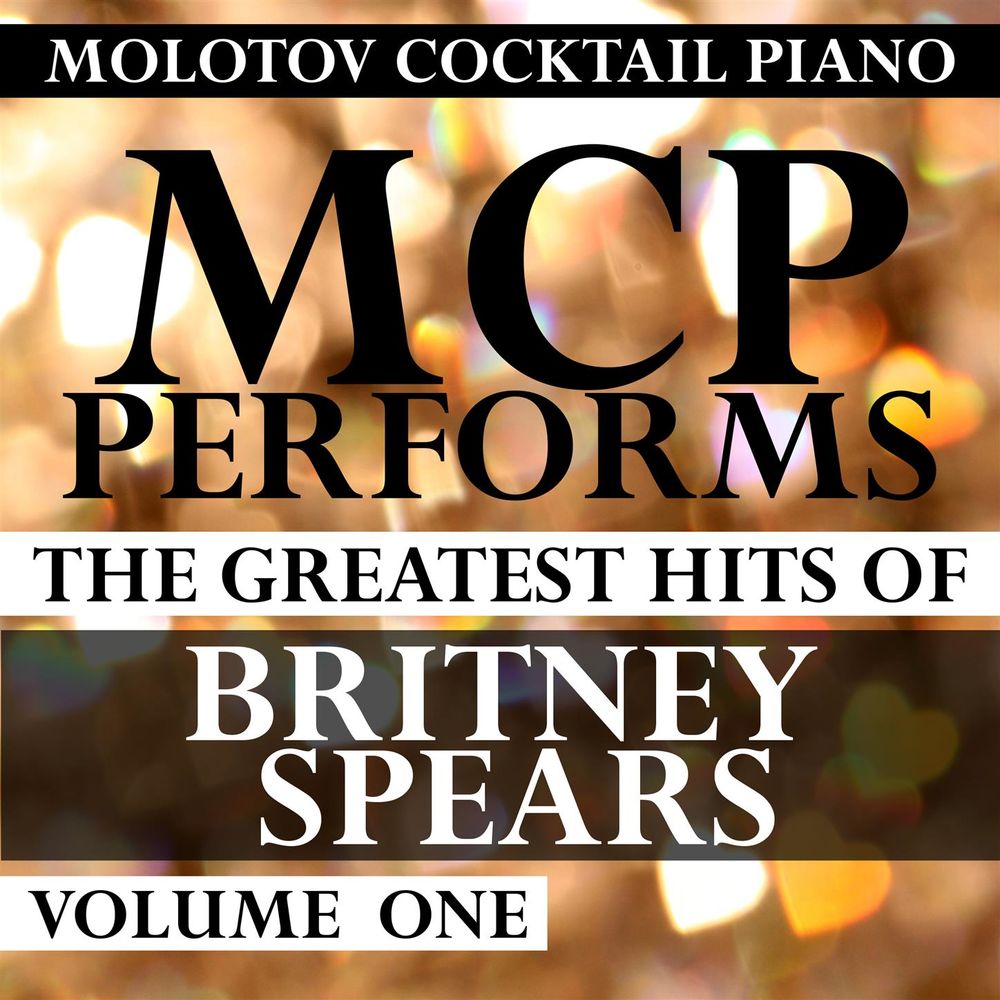 MOLOTOV COCKTAIL PIANO
MCP
PERFORMS
THE GREATEST HITS OF
BRITNEY
SPEARS
VOLUME ONE